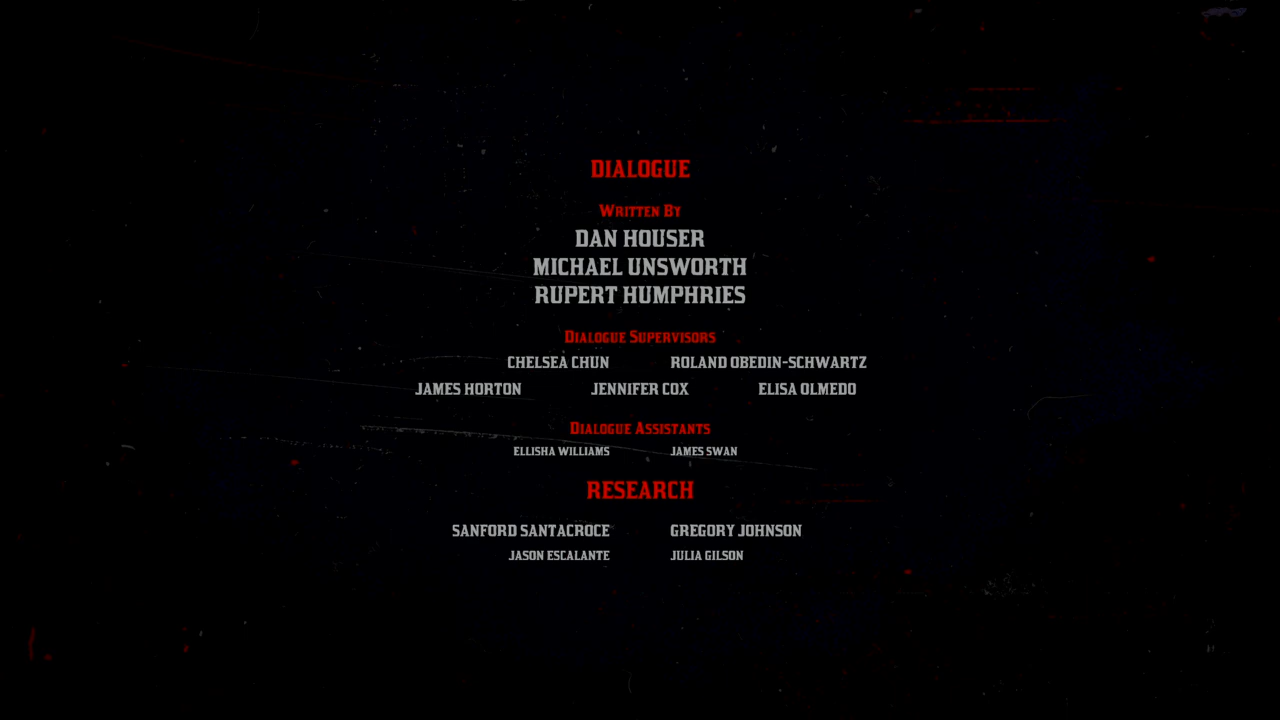 DIALOGUE
WRITTEN BY
DAN HOUSER
MICHAEL UNSWORTH
RUPERT HUMPHRIES
DIALOGUE SUPERVISORS
CHELSEA CHUN ROLAND OBEDIN-SCHWARTZ
JAMES HORTON JENNIFER COX ELISA OLMEDO
DIALOGUE ASSISTANTS
ELLISHA WILLIAMS JAMES SWAN
RESEARCH
SANFORD SANTACROCE GREGORY JOHNSON
JASON ESCALANTE JULIA GILSON